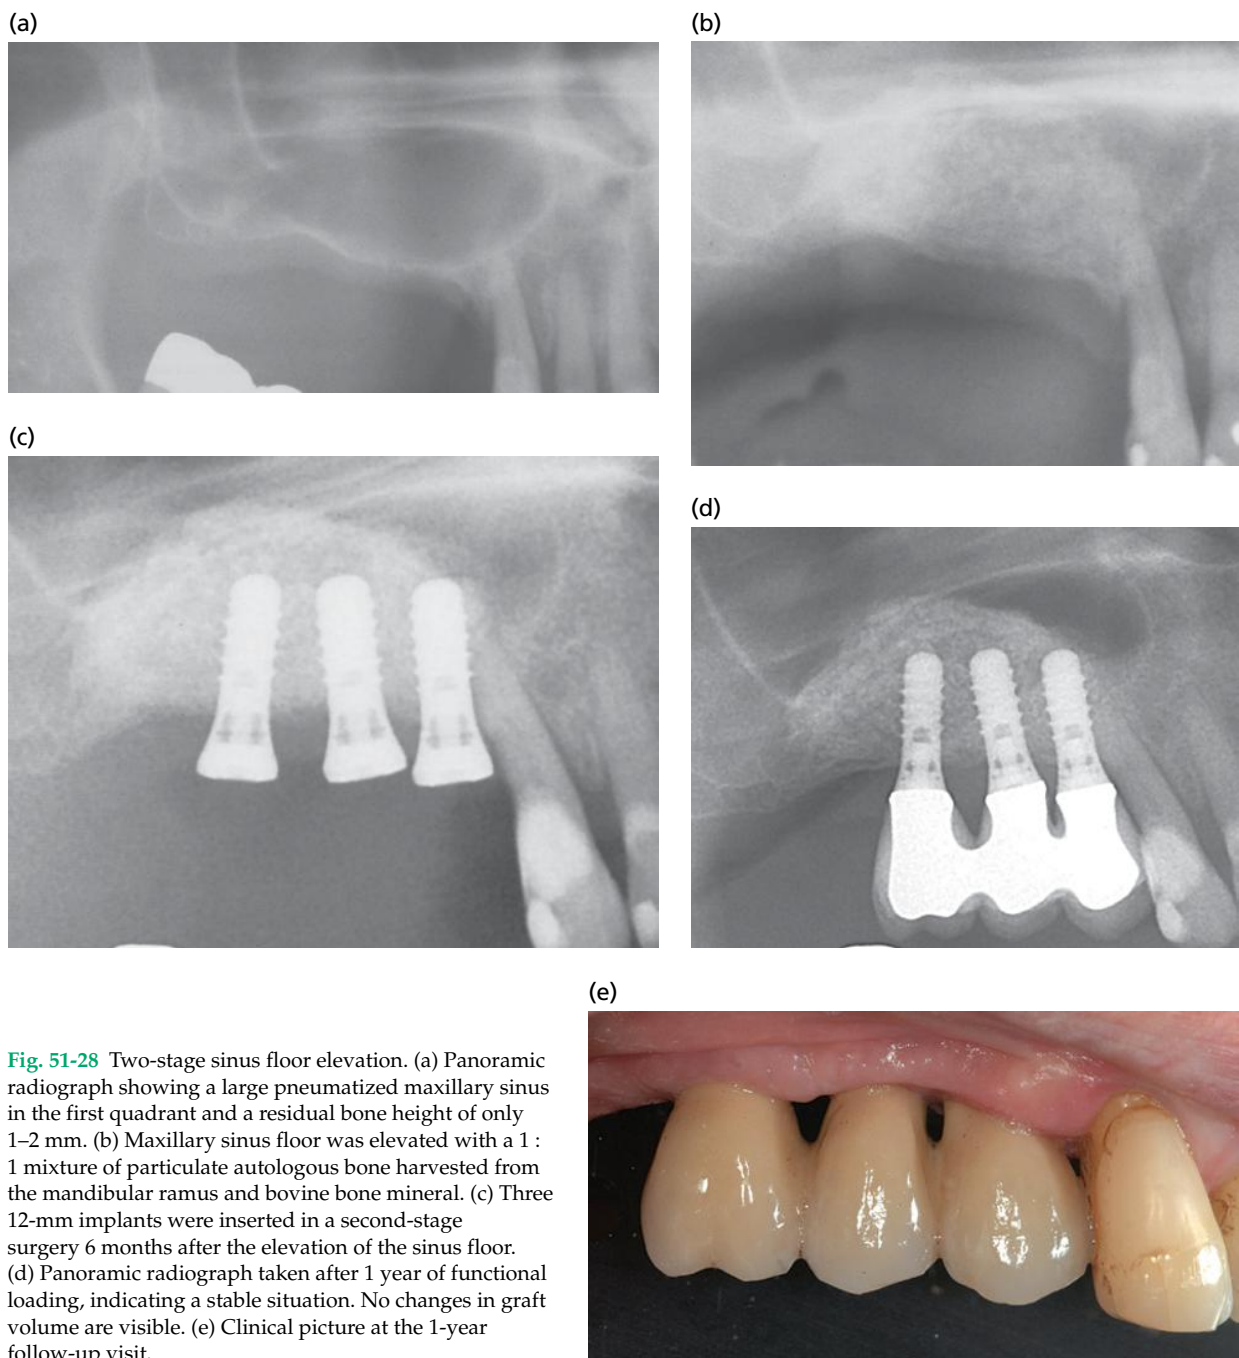 (a)
(b)
(c)
(d)
(e)
Fig. 51-28 Two-stage sinus floor elevation. (a) Panoramic
radiograph showing a large pneumatized maxillary sinus
in the first quadrant and a residual bone height of only
1–2 mm. (b) Maxillary sinus floor was elevated with a 1 :
1 mixture of particulate autologous bone harvested from
the mandibular ramus and bovine bone mineral. (c) Three
12-mm implants were inserted in a second-stage
surgery 6 months after the elevation of the sinus floor.
(d) Panoramic radiograph taken after 1 year of functional
loading, indicating a stable situation. No changes in graft
volume are visible. (e) Clinical picture at the 1-year
follow-up visit.